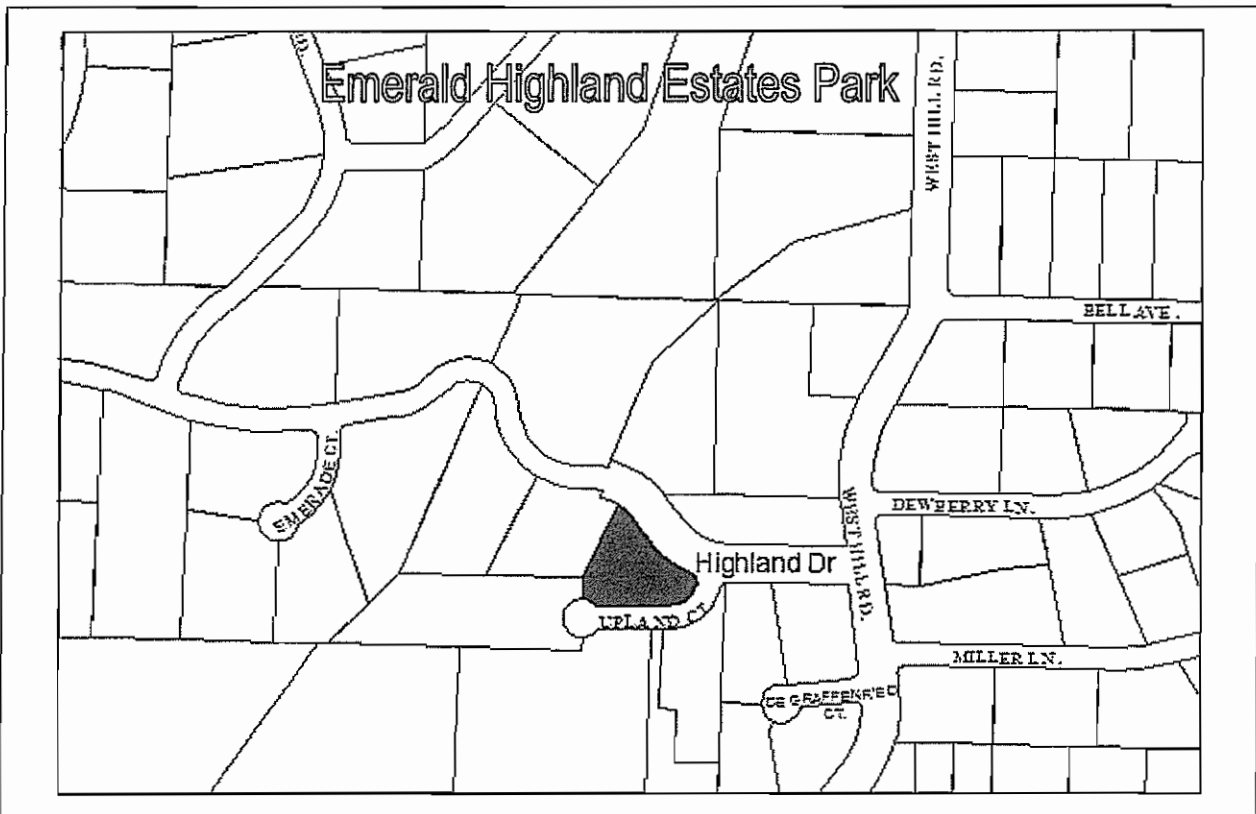 Emerald Highland Estates Park
WEST HILL RD.
BELL AVE.
EMERADE CT.
DEWBERRY LN.
WEST HILL RD.
Highland Dr
UPLAND CT.
MILLER LN.
DE GRAFFENRIED
CT.